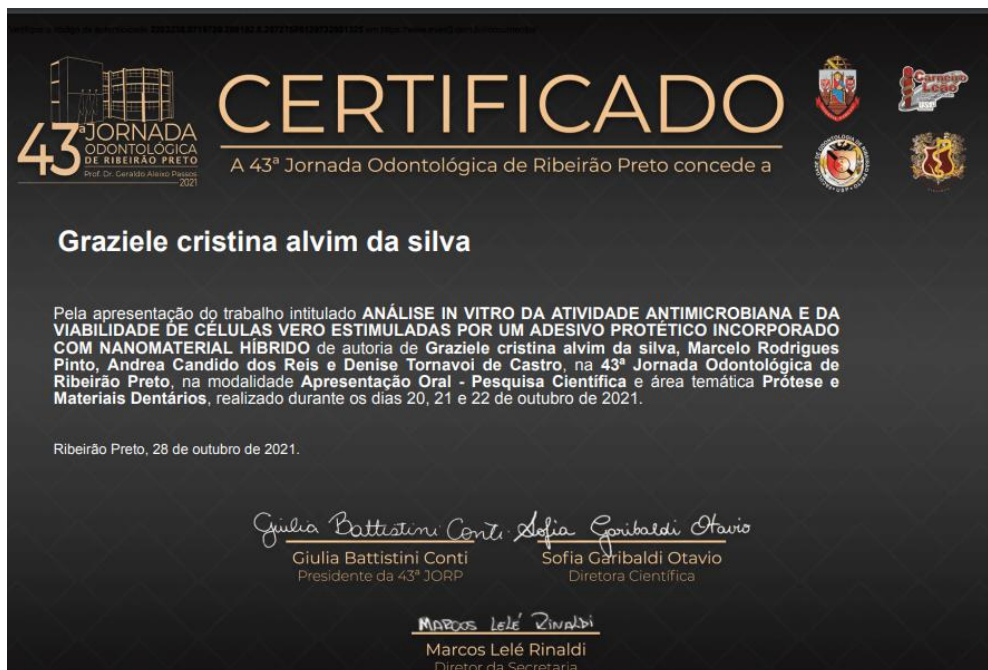 43ª JORNADA
ODONTOLÓGICA
DE RIBEIRÃO PRETO
Prof. Dr. Geraldo Aleixo Passos
2021
CERTIFICADO
A 43ª Jornada Odontológica de Ribeirão Preto concede a
Carneiro
Leão
Graziele cristina alvim da silva
Pela apresentação do trabalho intitulado ANÁLISE IN VITRO DA ATIVIDADE ANTIMICROBIANA E DA
VIABILIDADE DE CÉLULAS VERO ESTIMULADAS POR UM ADESIVO PROTÉTICO INCORPORADO
COM NANOMATERIAL HÍBRIDO de autoria de Graziele cristina alvim da silva, Marcelo Rodrigues
Pinto, Andrea Candido dos Reis e Denise Tornavoi de Castro, na 43ª Jornada Odontológica de
Ribeirão Preto, na modalidade Apresentação Oral - Pesquisa Científica e área temática Prótese e
Materiais Dentários, realizado durante os dias 20, 21 e 22 de outubro de 2021.
Ribeirão Preto, 28 de outubro de 2021.
Giulia Battistini Conti Sofia Garibaldi Otavio
Giulia Battistini Conti Sofia Garibaldi Otavio
Presidente da 43ª JORP Diretora Científica
MARCOS LELÉ RINALDI
Marcos Lelé Rinaldi
Diretor da Secretaria